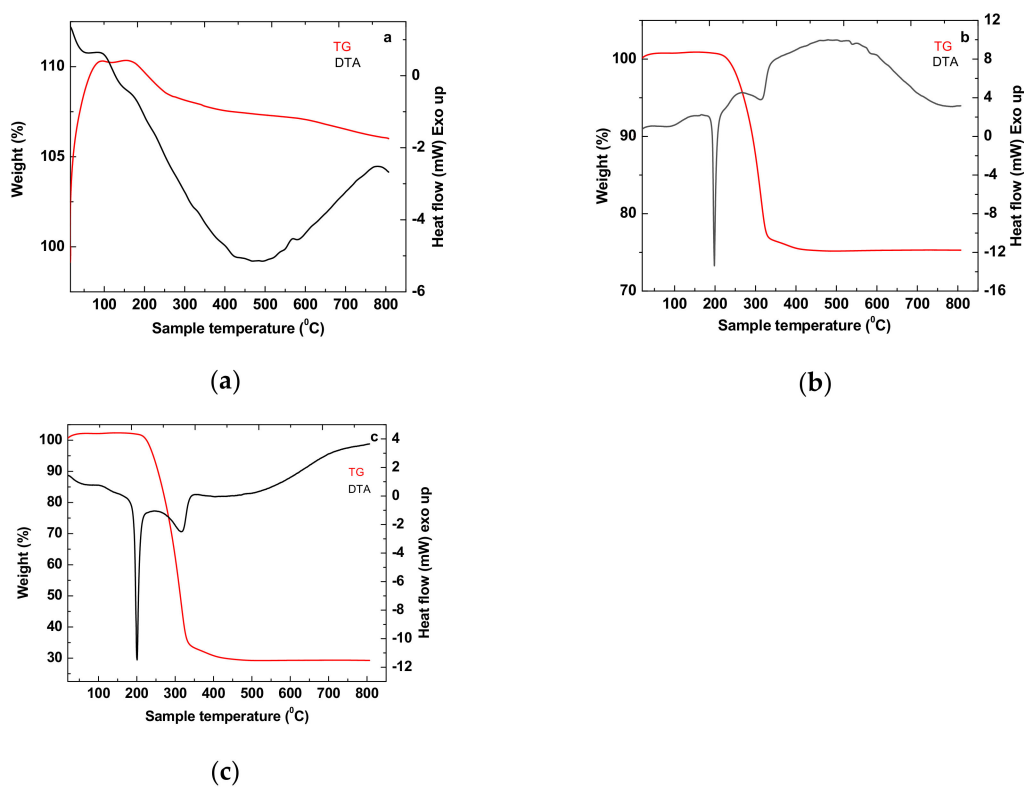 a
TG
DTA
110
105
100
Weight (%)
0
-2
-4
-6
Heat flow (mW) Exo up
100 200 300 400 500 600 700 800
Sample temperature (⁰C)
(a)
b
TG
DTA
100
90
75
70
Weight (%)
12
8
4
0
-4
-8
-12
-16
Heat flow (mW) Exo up
100 200 300 400 500 600 700 800
Sample temperature (⁰C)
(b)
c
TG
DTA
100
90
80
70
60
50
40
30
Weight (%)
4
2
0
-2
-4
-6
-8
-10
-12
Heat flow (mW) exo up
100 200 300 400 500 600 700 800
Sample temperature (⁰C)
(c)